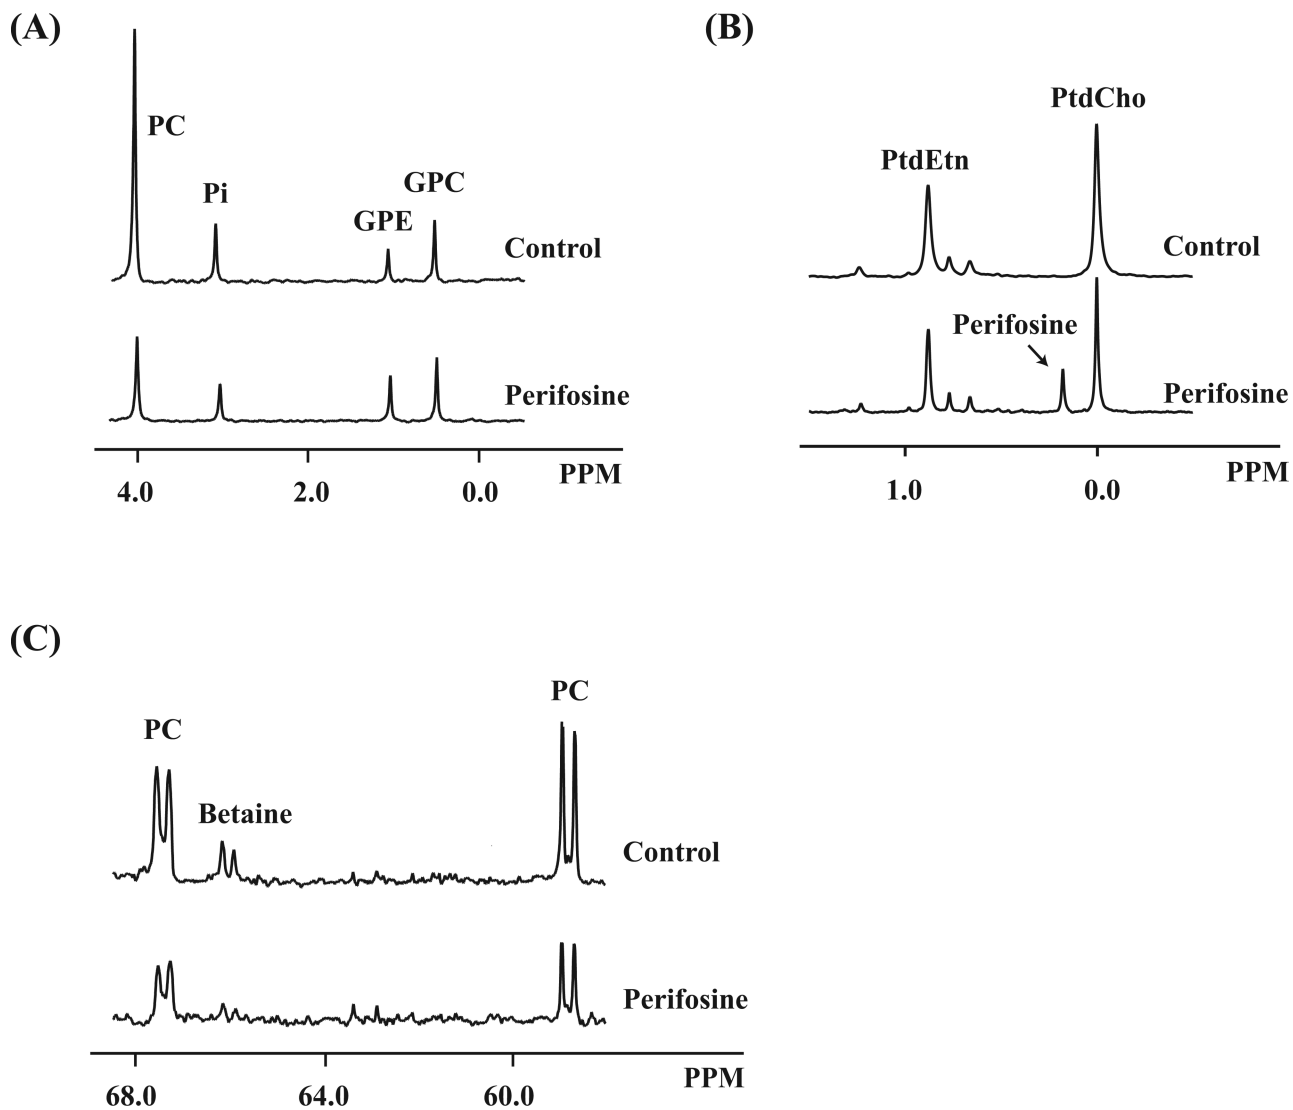 (A)
PC
Pi
GPE
GPC
Control
Perifosine
4.0
2.0
0.0
PPM
(B)
PtdEtn
PtdCho
Control
Perifosine
Perifosine
1.0
0.0
PPM
(C)
PC
Betaine
PC
Control
Perifosine
68.0
64.0
60.0
PPM